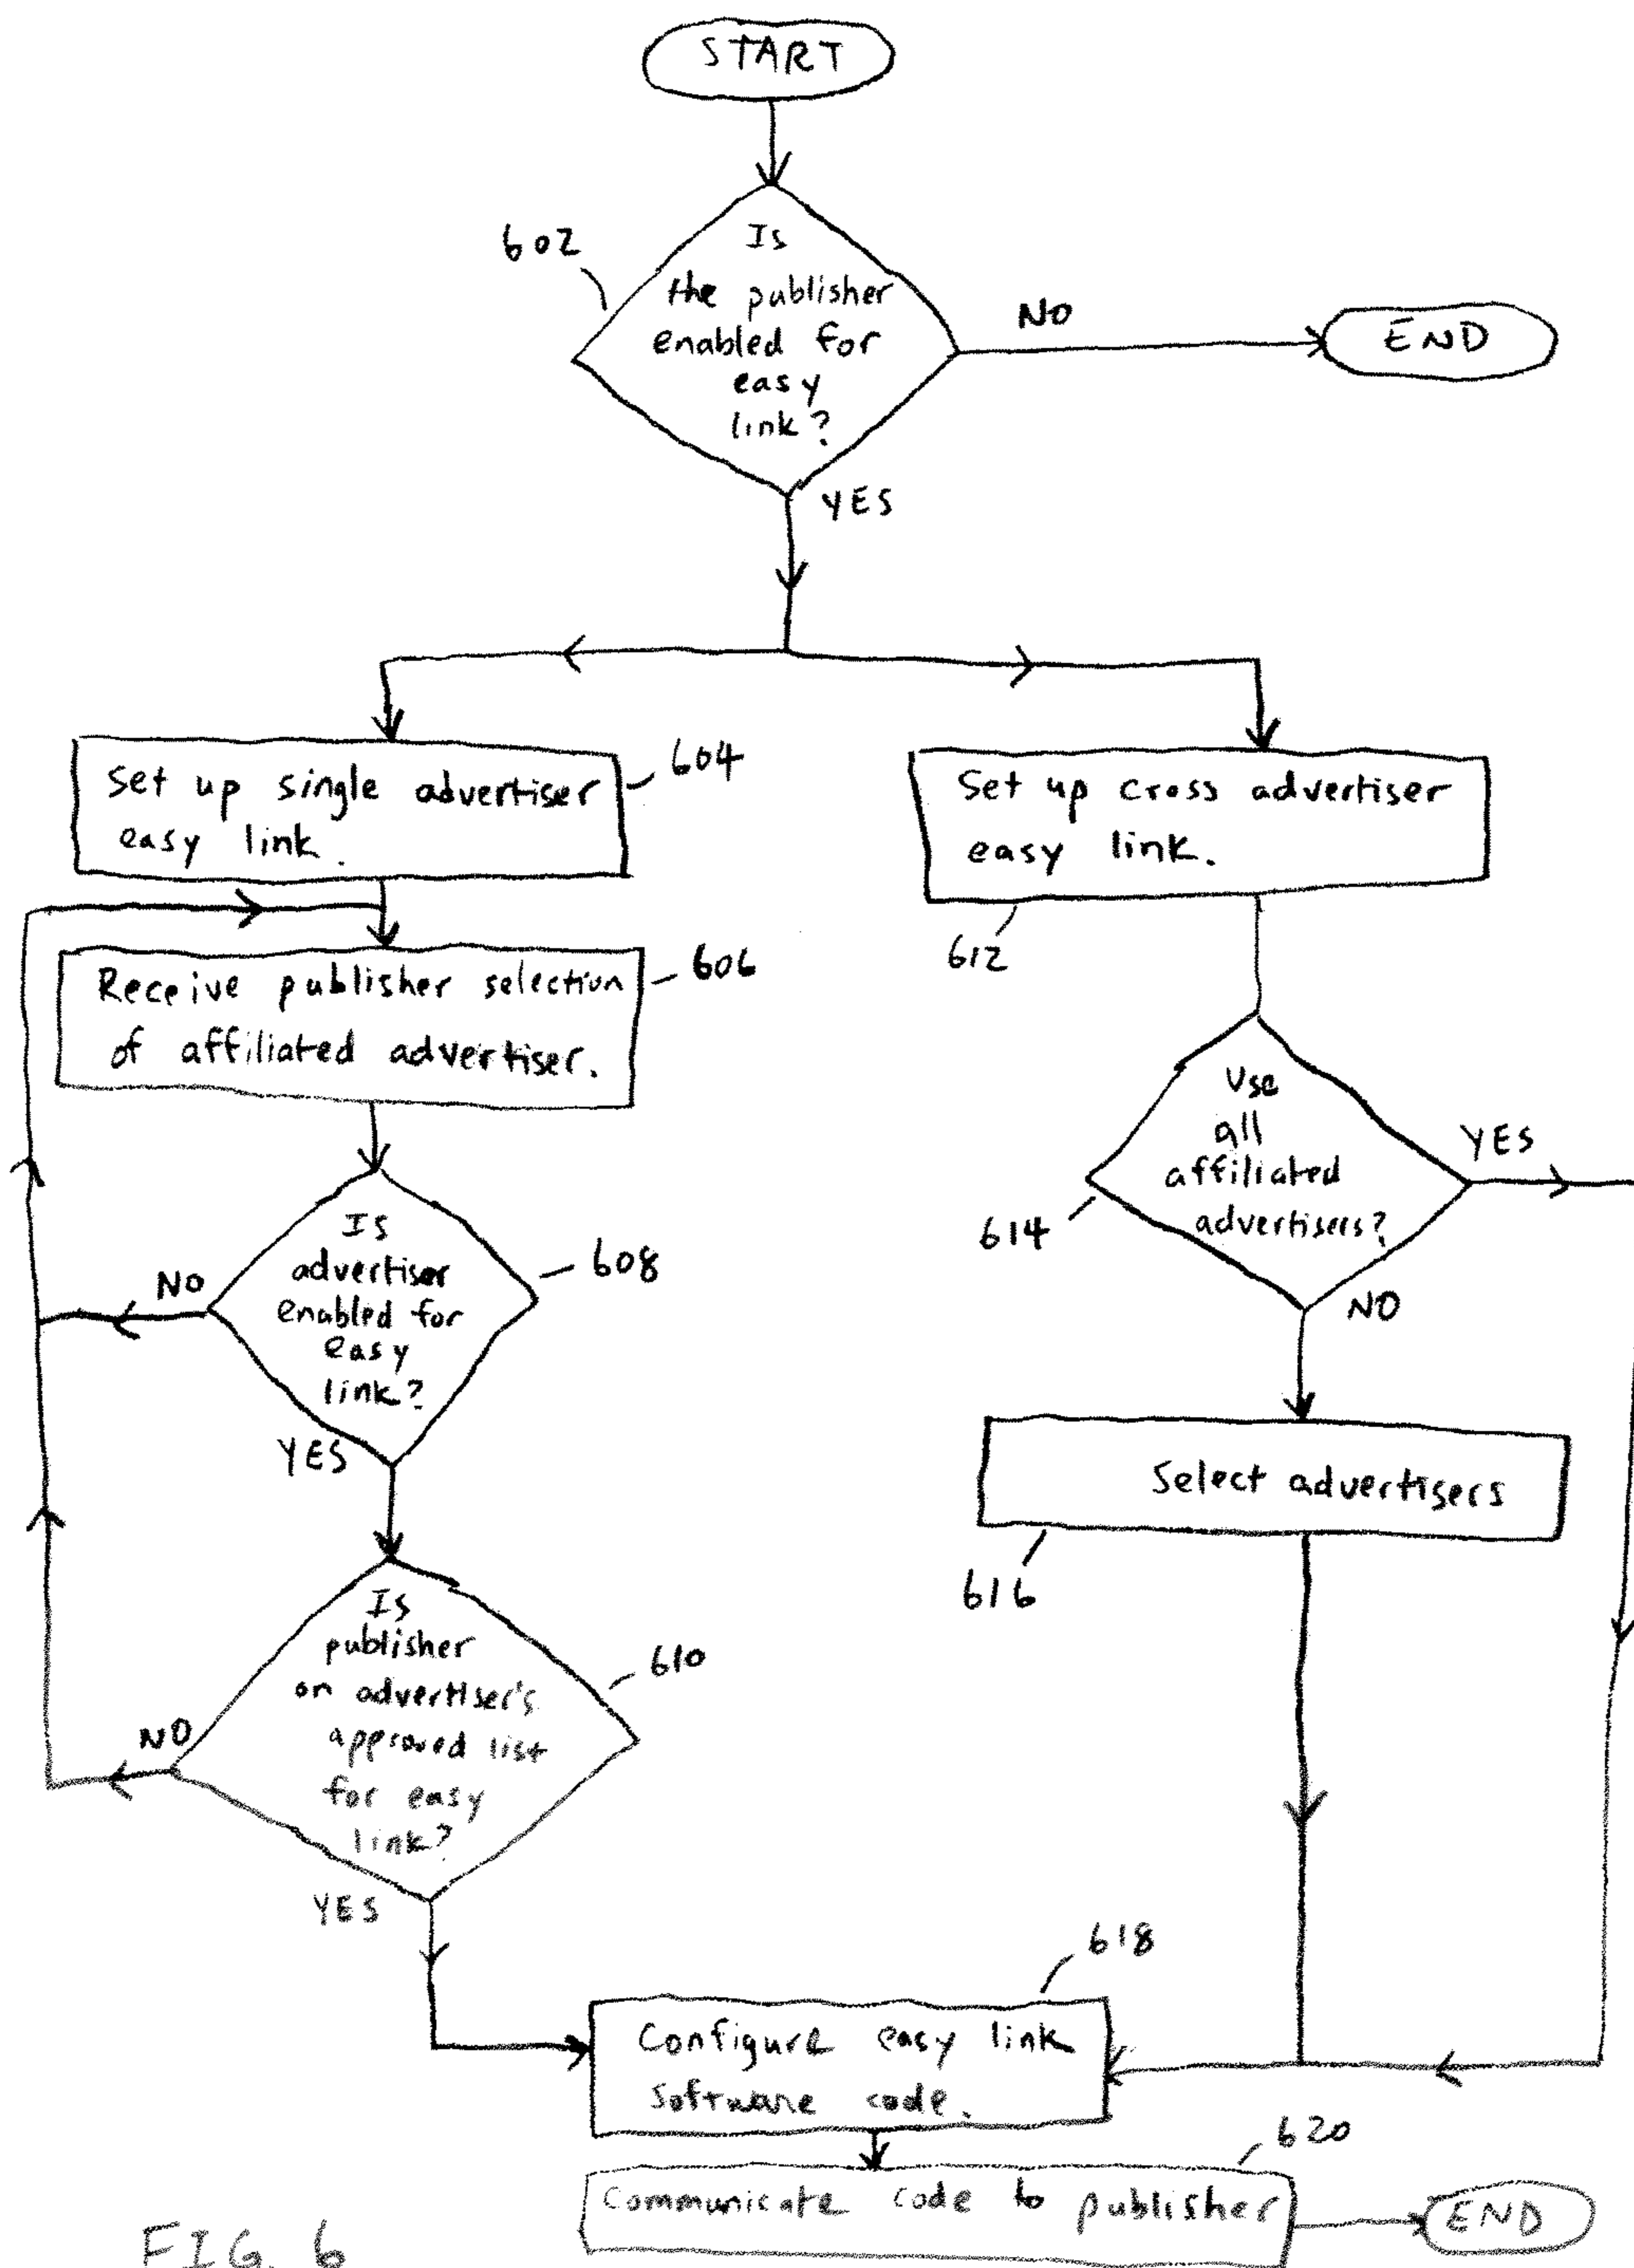 START
602
Is
the publisher
enabled for
easy
link?
NO
END
YES
Set up single advertiser
easy link.
604
Set up cross advertiser
easy link.
612
Receive publisher selection
of affiliated advertiser.
606
Use
all
affiliated
advertisers?
YES
614
NO
Is
advertiser
enabled for
easy
link?
608
NO
YES
Select advertisers
616
Is
publisher
on advertiser's
approved list
for easy
link?
610
NO
YES
618
Configure easy link
software code.
620
Communicate code to publisher
END
FIG. 6